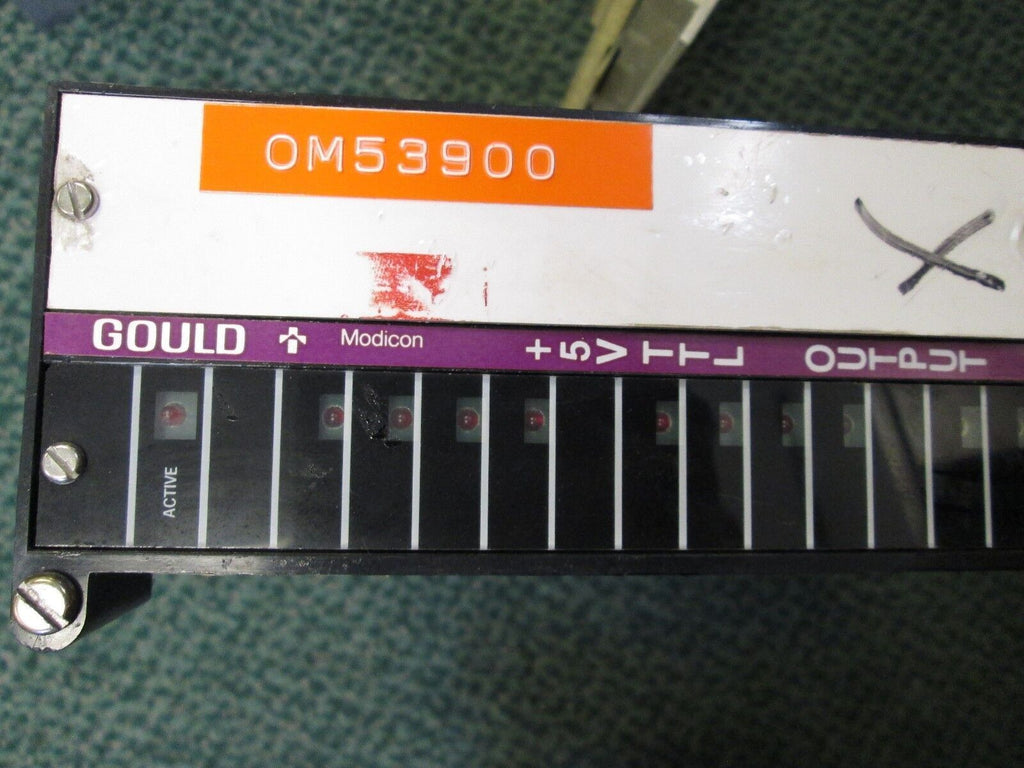 OM53900
GOULD Modicon +5V TTL OUTPUT
ACTIVE